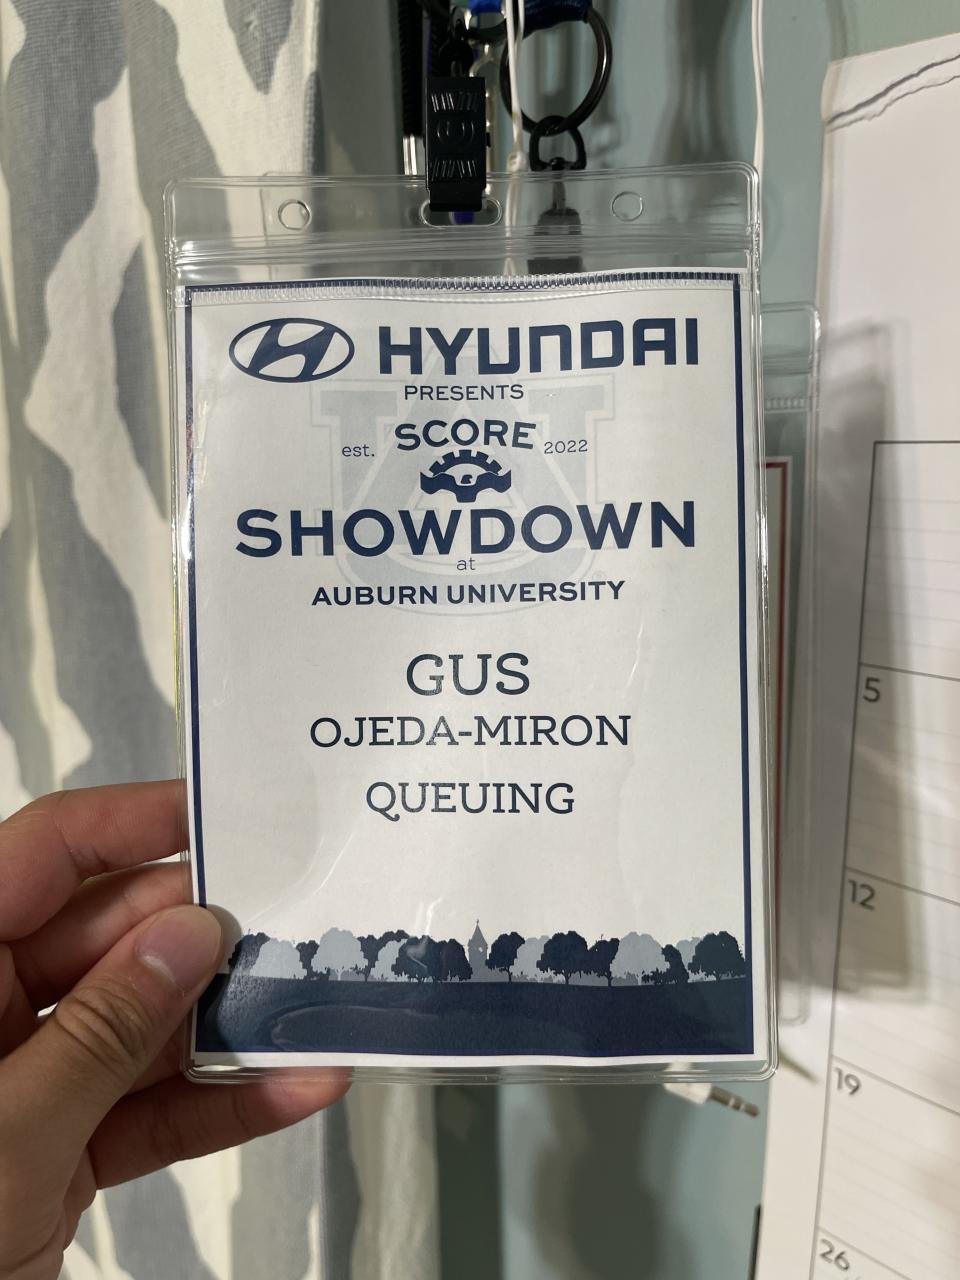 HYUNDAI
PRESENTS
est. SCORE 2022
SHOWDOWN
at
AUBURN UNIVERSITY
GUS
OJEDA-MIRON
QUEUING
5
12
19
26